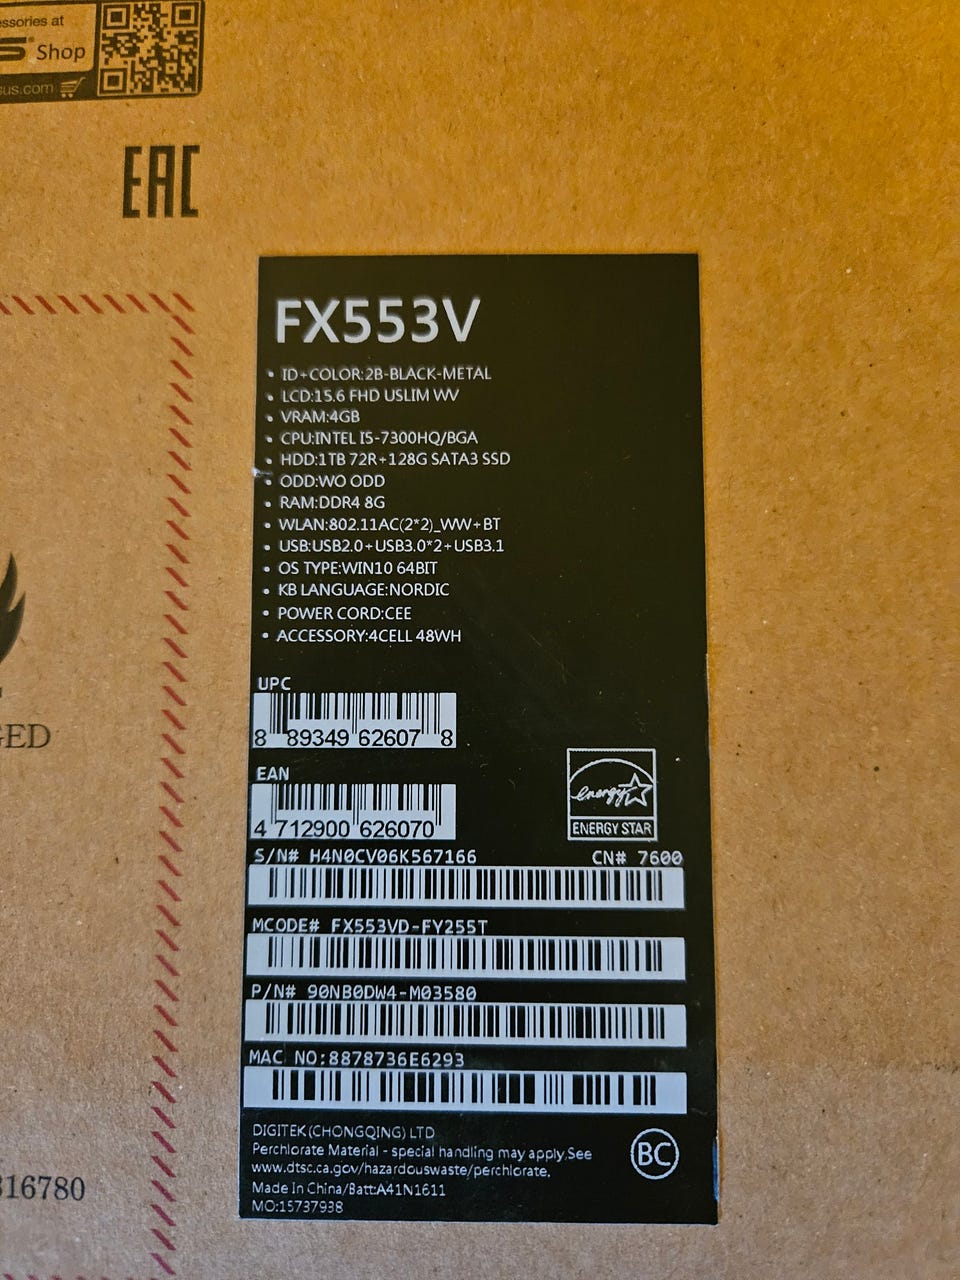 essories at
S Shop
sus.com
EAC
FX553V
• ID+COLOR:2B-BLACK-METAL
• LCD:15.6 FHD USLIM WV
• VRAM:4GB
• CPU:INTEL I5-7300HQ/BGA
• HDD:1TB 72R+128G SATA3 SSD
• ODD:WO ODD
• RAM:DDR4 8G
• WLAN:802.11AC(2*2)_WW+BT
• USB:USB2.0+USB3.0*2+USB3.1
• OS TYPE:WIN10 64BIT
• KB LANGUAGE:NORDIC
• POWER CORD:CEE
• ACCESSORY:4CELL 48WH
GED
UPC
8 89349 62607 8
EAN
4 712900 626070
energy
ENERGY STAR
S/N# H4N0CV06K567166 CN# 7600
MCODE# FX553VD-FY255T
P/N# 90NB0DW4-M03580
MAC NO:8878736E6293
DIGITEK(CHONGQING) LTD
Perchlorate Material - special handling may apply.See
www.dtsc.ca.gov/hazardouswaste/perchlorate.
Made In China/Batt:A41N1611
MO:15737938
BC
316780